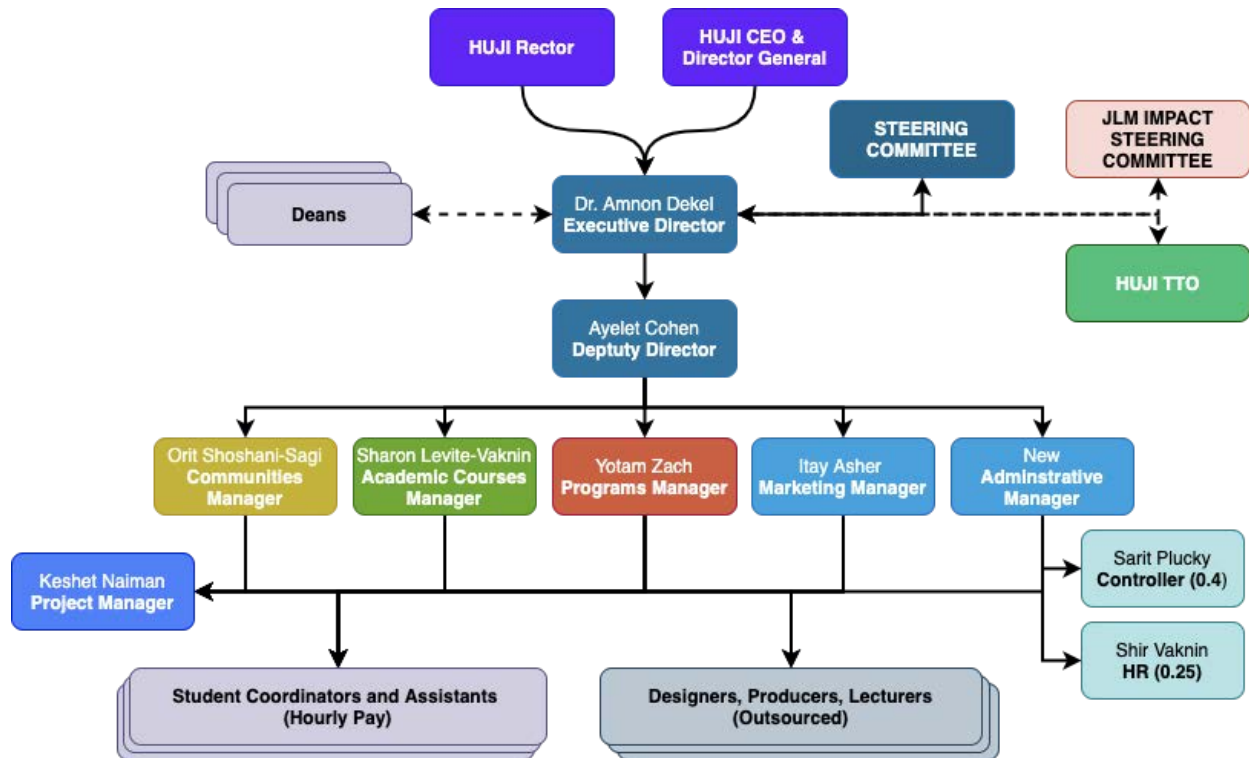 HUJI Rector
HUJI CEO &
Director General
STEERING
COMMITTEE
JLM IMPACT
STEERING
COMMITTEE
Deans
Dr. Amnon Dekel
Executive Director
HUJI TTO
Ayelet Cohen
Deptuty Director
Orit Shoshani-Sagi
Communities
Manager
Sharon Levite-Vaknin
Academic Courses
Manager
Yotam Zach
Programs Manager
Itay Asher
Marketing Manager
New
Adminstrative
Manager
Keshet Naiman
Project Manager
Sarit Plucky
Controller (0.4)
Shir Vaknin
HR (0.25)
Student Coordinators and Assistants
(Hourly Pay)
Designers, Producers, Lecturers
(Outsourced)